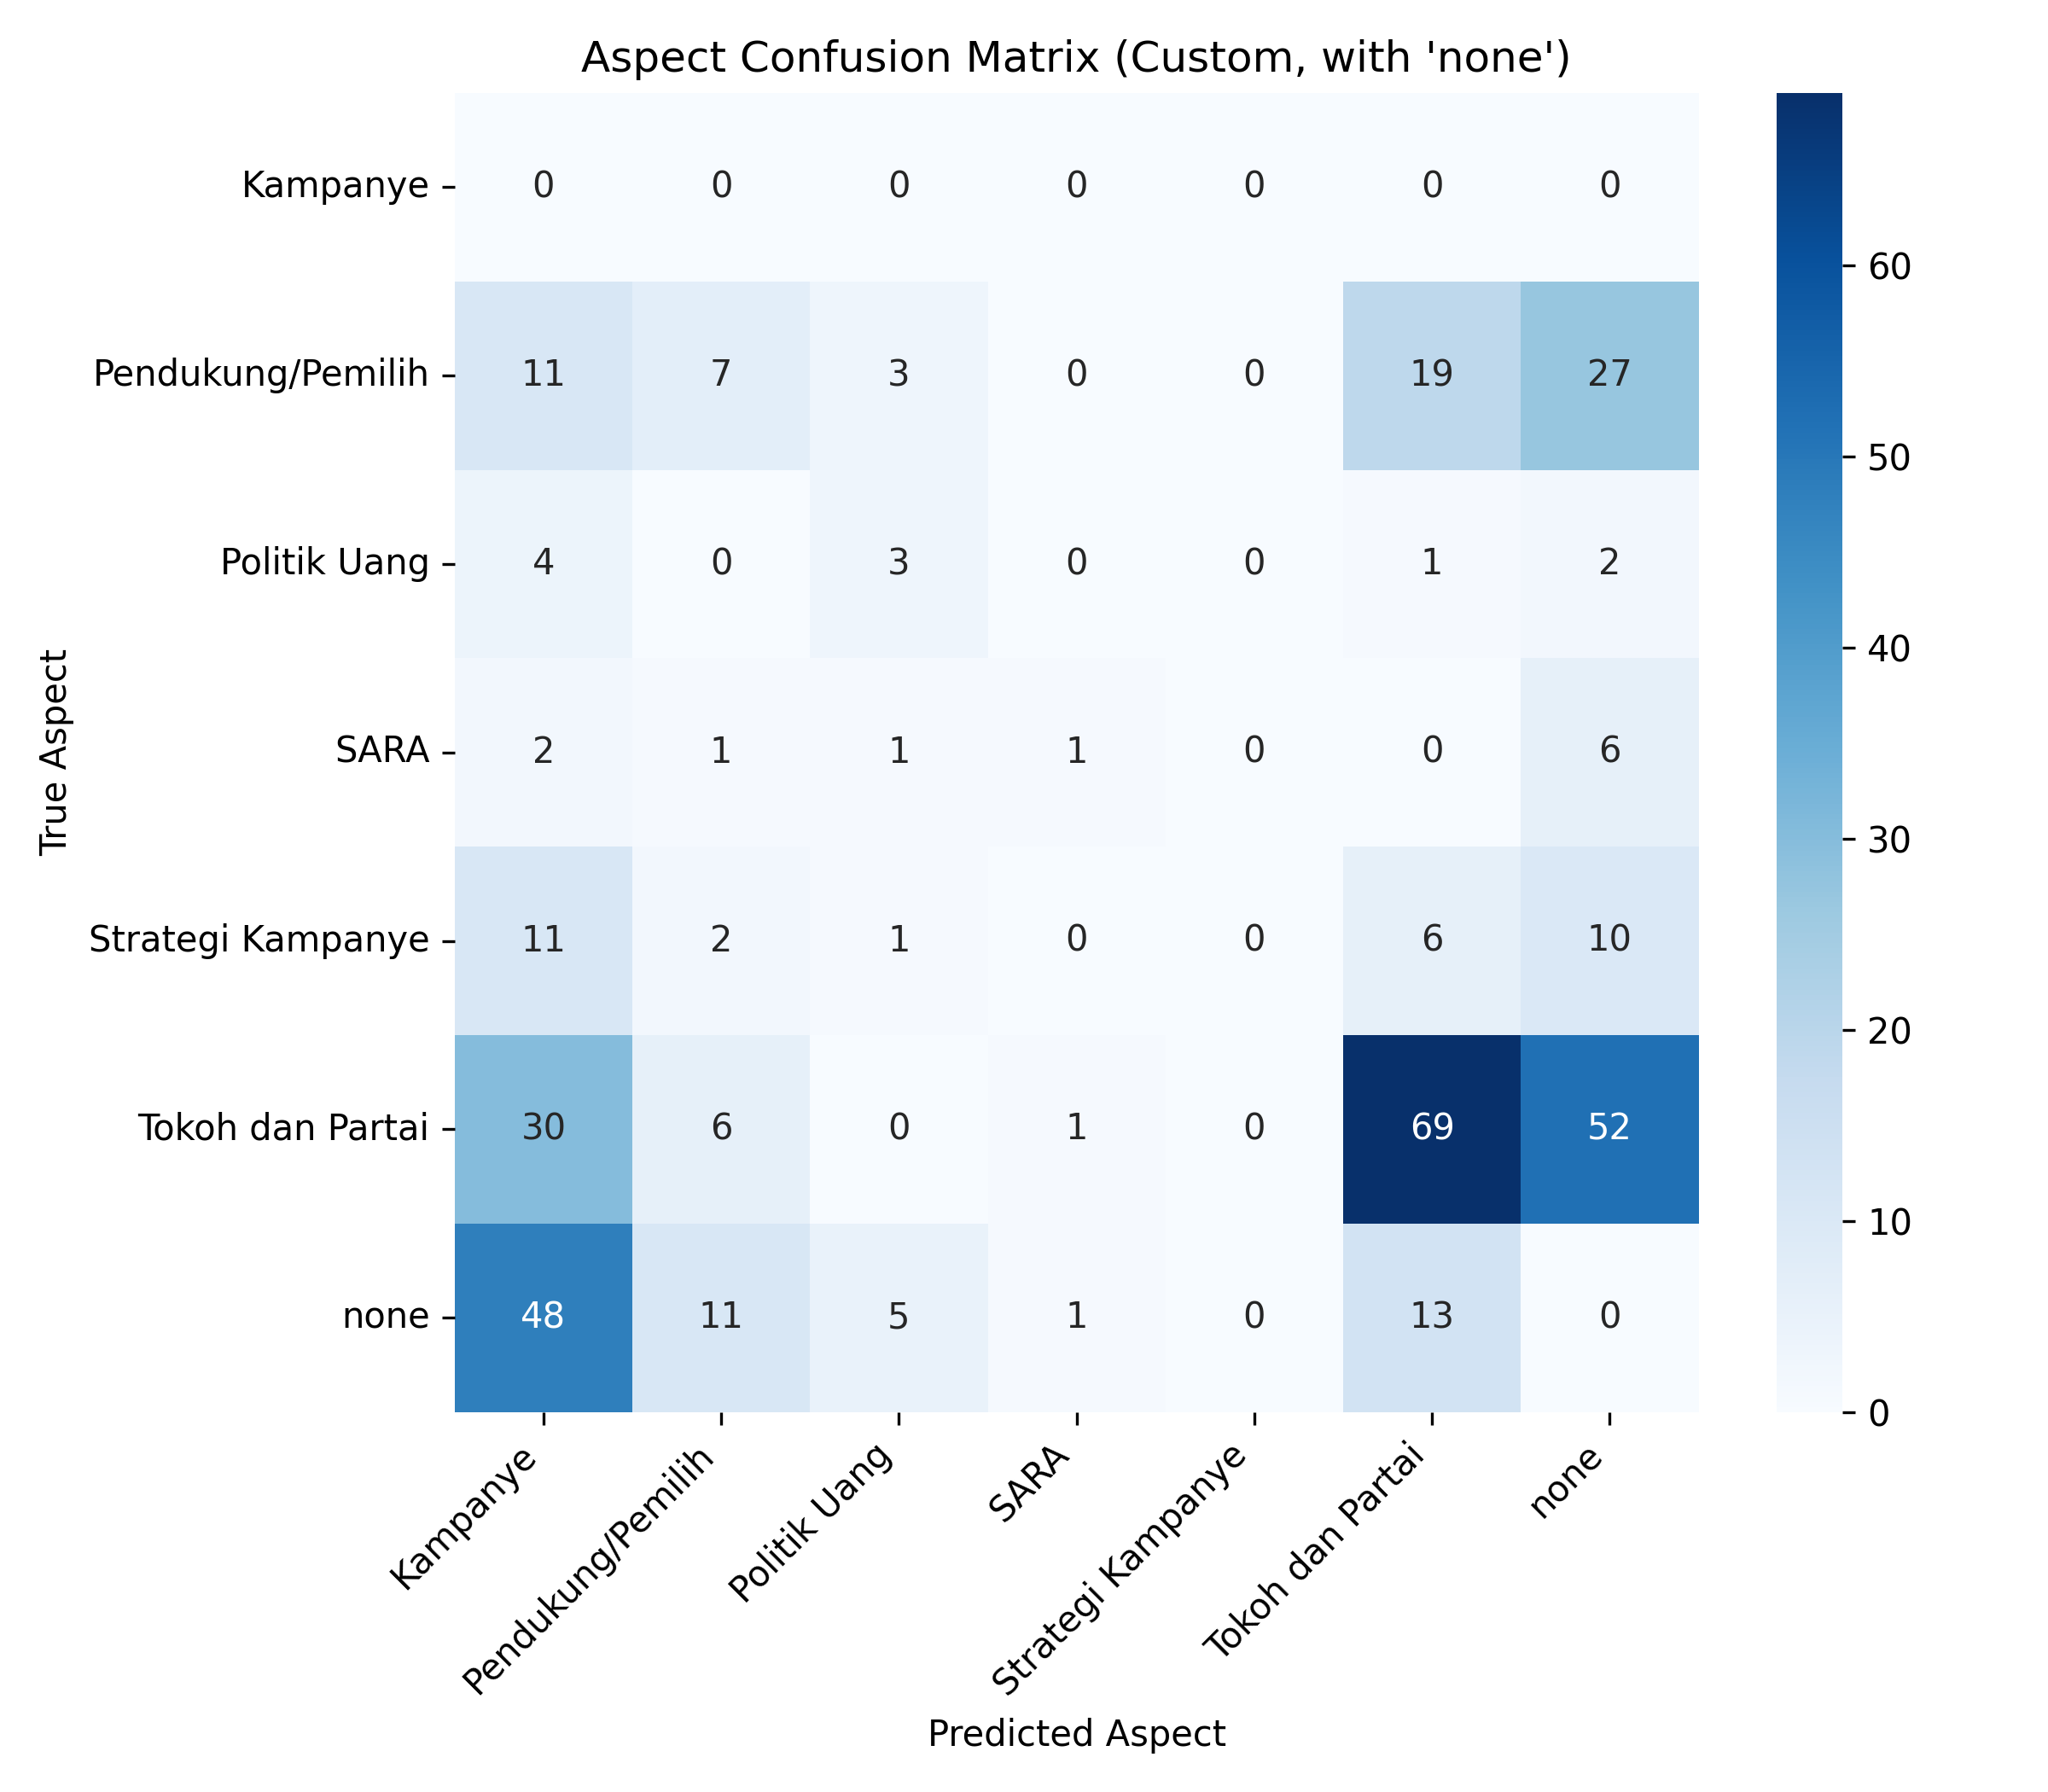 Aspect Confusion Matrix (Custom, with 'none')
True Aspect
Kampanye 0 0 0 0 0 0 0
Pendukung/Pemilih 11 7 3 0 0 19 27
Politik Uang 4 0 3 0 0 1 2
SARA 2 1 1 1 0 0 6
Strategi Kampanye 11 2 1 0 0 6 10
Tokoh dan Partai 30 6 0 1 0 69 52
none 48 11 5 1 0 13 0
Kampanye
Pendukung/Pemilih
Politik Uang
SARA
Strategi Kampanye
Tokoh dan Partai
none
Predicted Aspect
60
50
40
30
20
10
0